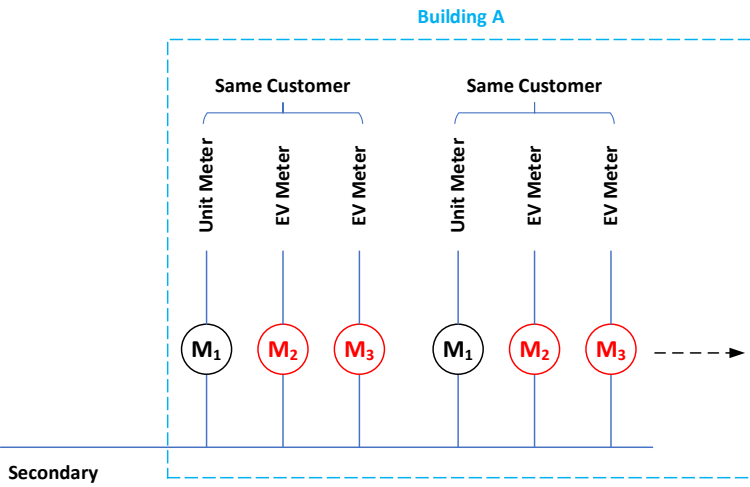 Building A
Same Customer
Same Customer
Unit Meter
EV Meter
EV Meter
Unit Meter
EV Meter
EV Meter
M₁
M₂
M₃
M₁
M₂
M₃
Secondary